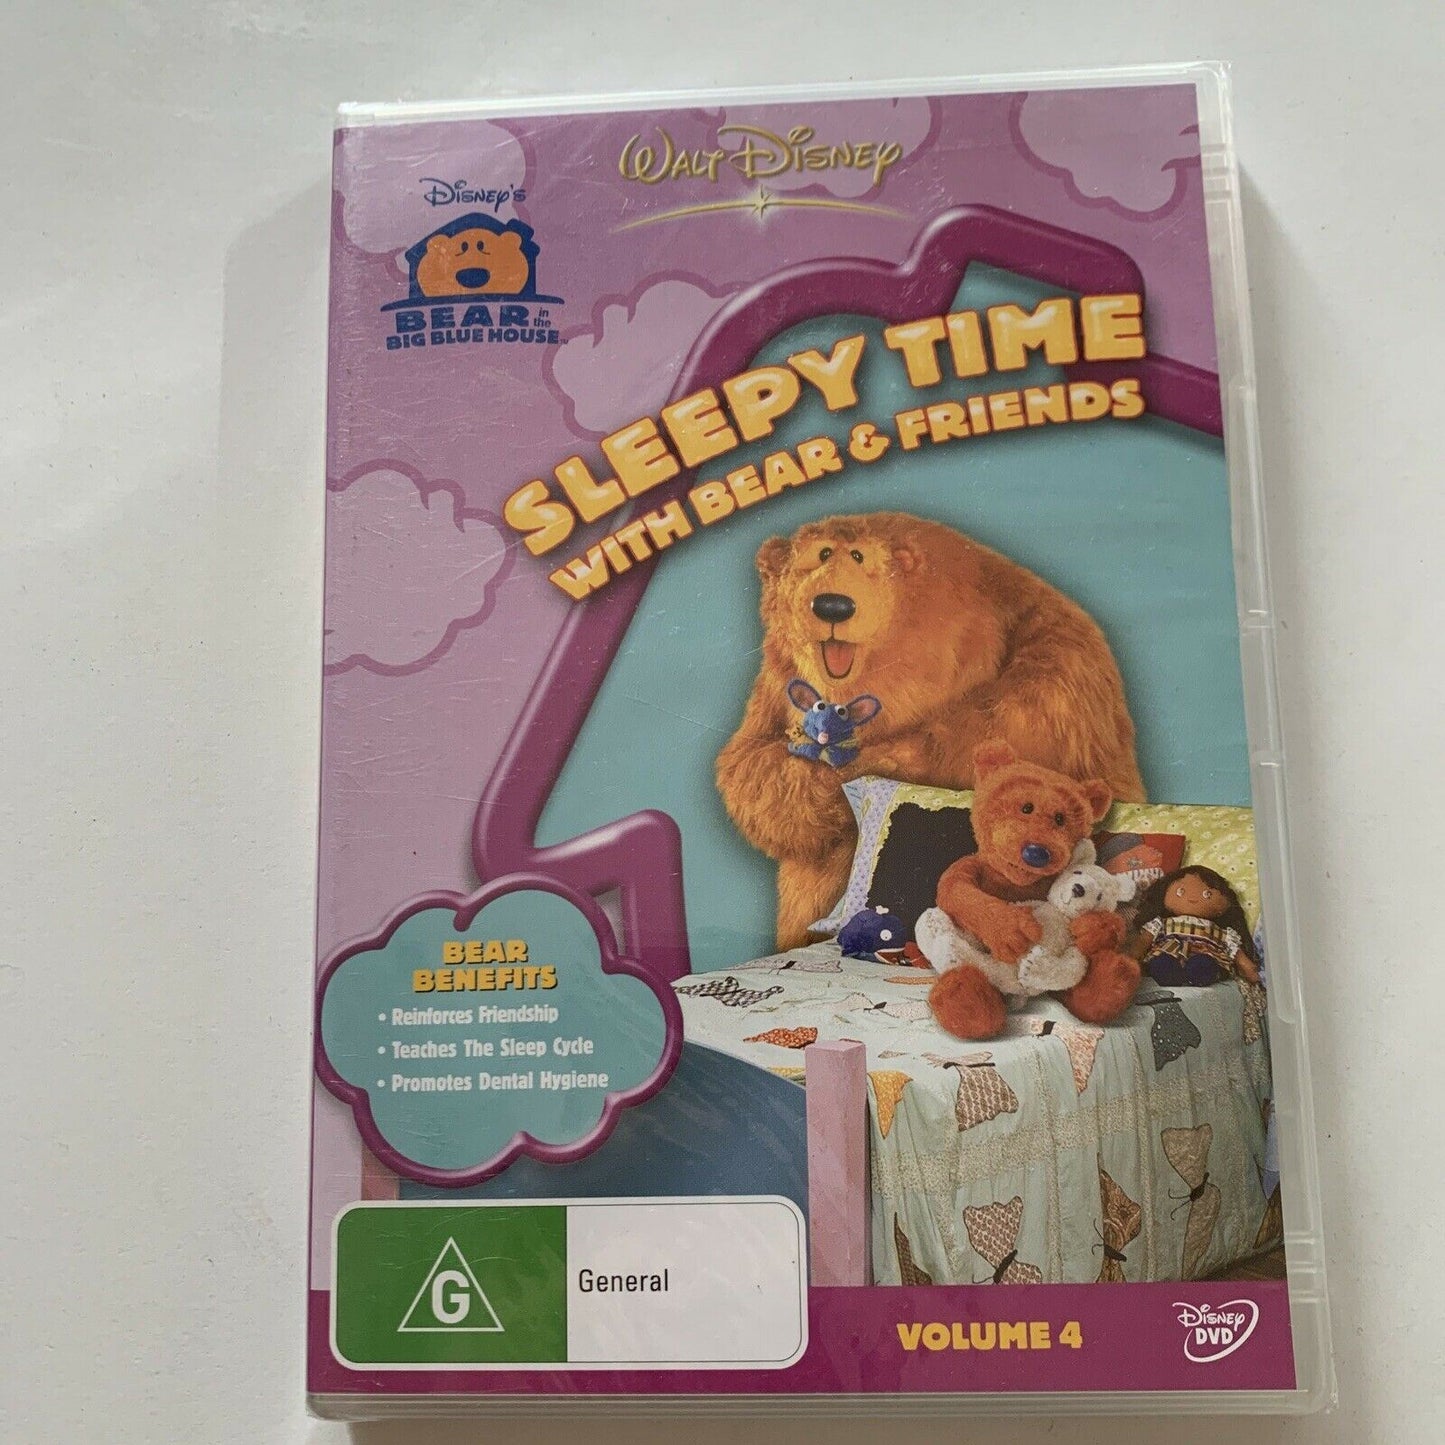 WALT DISNEY
DISNEY'S
BEAR in the
BIG BLUE HOUSE™
SLEEPY TIME
WITH BEAR & FRIENDS
BEAR
BENEFITS
• Reinforces Friendship
• Teaches The Sleep Cycle
• Promotes Dental Hygiene
G
General
VOLUME 4
DISNEY
DVD